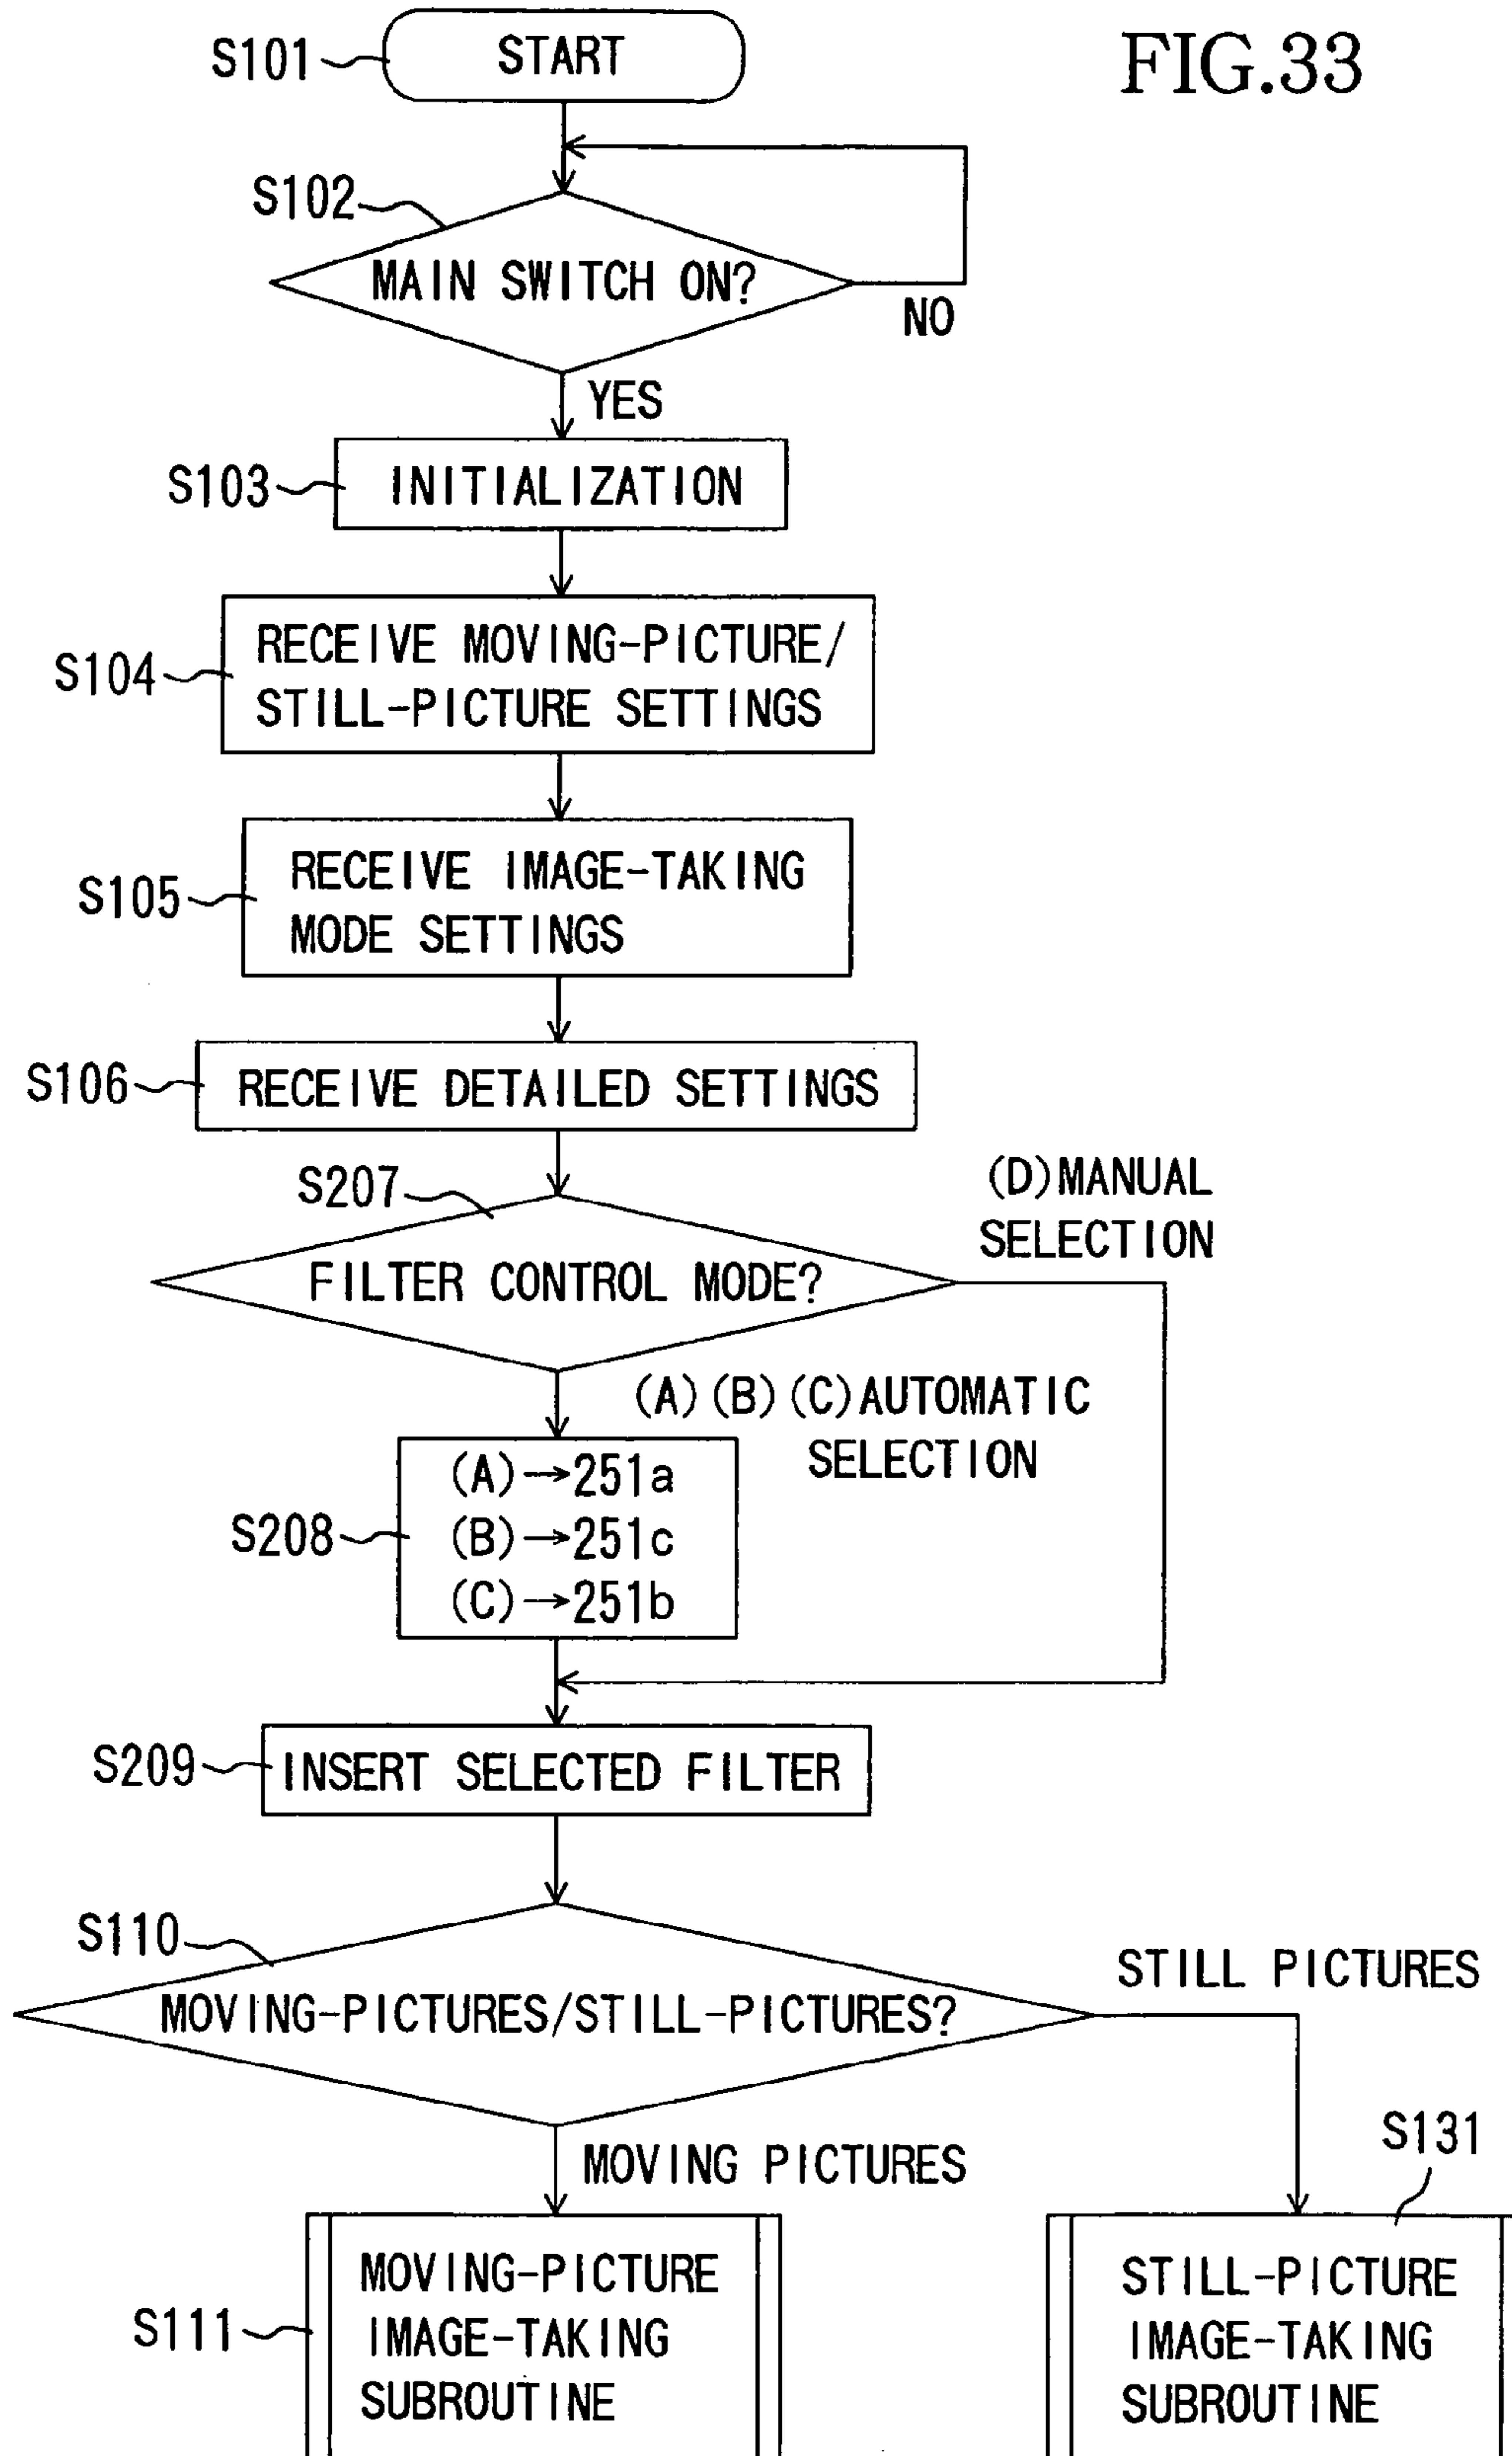 FIG.33
S101
START
S102
MAIN SWITCH ON?
NO
YES
S103
INITIALIZATION
S104
RECEIVE MOVING-PICTURE/
STILL-PICTURE SETTINGS
S105
RECEIVE IMAGE-TAKING
MODE SETTINGS
S106
RECEIVE DETAILED SETTINGS
S207
FILTER CONTROL MODE?
(D)MANUAL
SELECTION
(A)(B)(C)AUTOMATIC
SELECTION
S208
(A)→251a
(B)→251c
(C)→251b
S209
INSERT SELECTED FILTER
S110
MOVING-PICTURES/STILL-PICTURES?
STILL PICTURES
MOVING PICTURES
S111
MOVING-PICTURE
IMAGE-TAKING
SUBROUTINE
S131
STILL-PICTURE
IMAGE-TAKING
SUBROUTINE